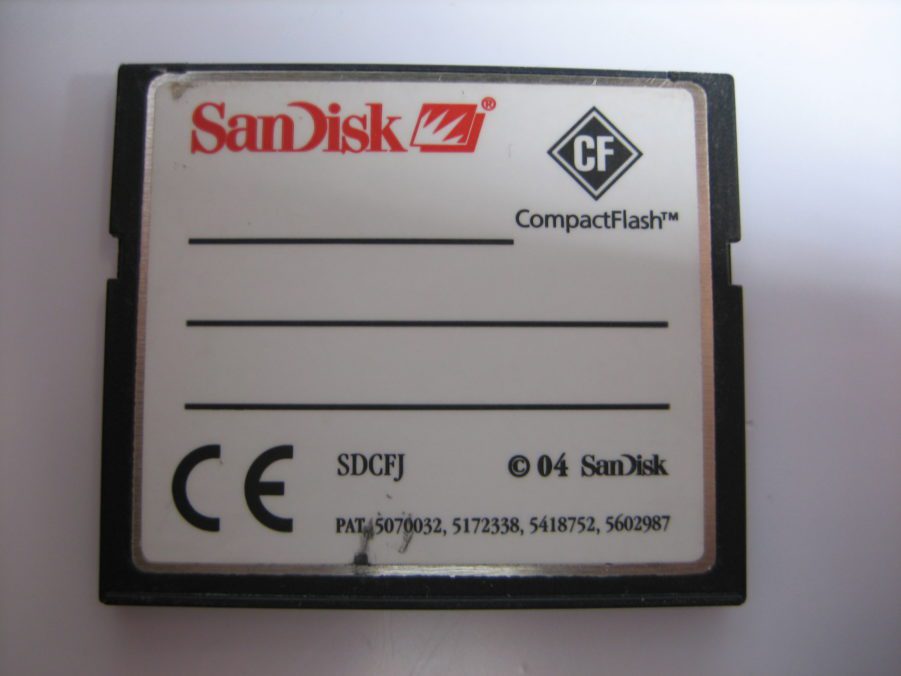 SanDisk ®
CF
CompactFlash™
CE
SDCFJ
© 04 SanDisk
PAT. 5070032, 5172338, 5418752, 5602987